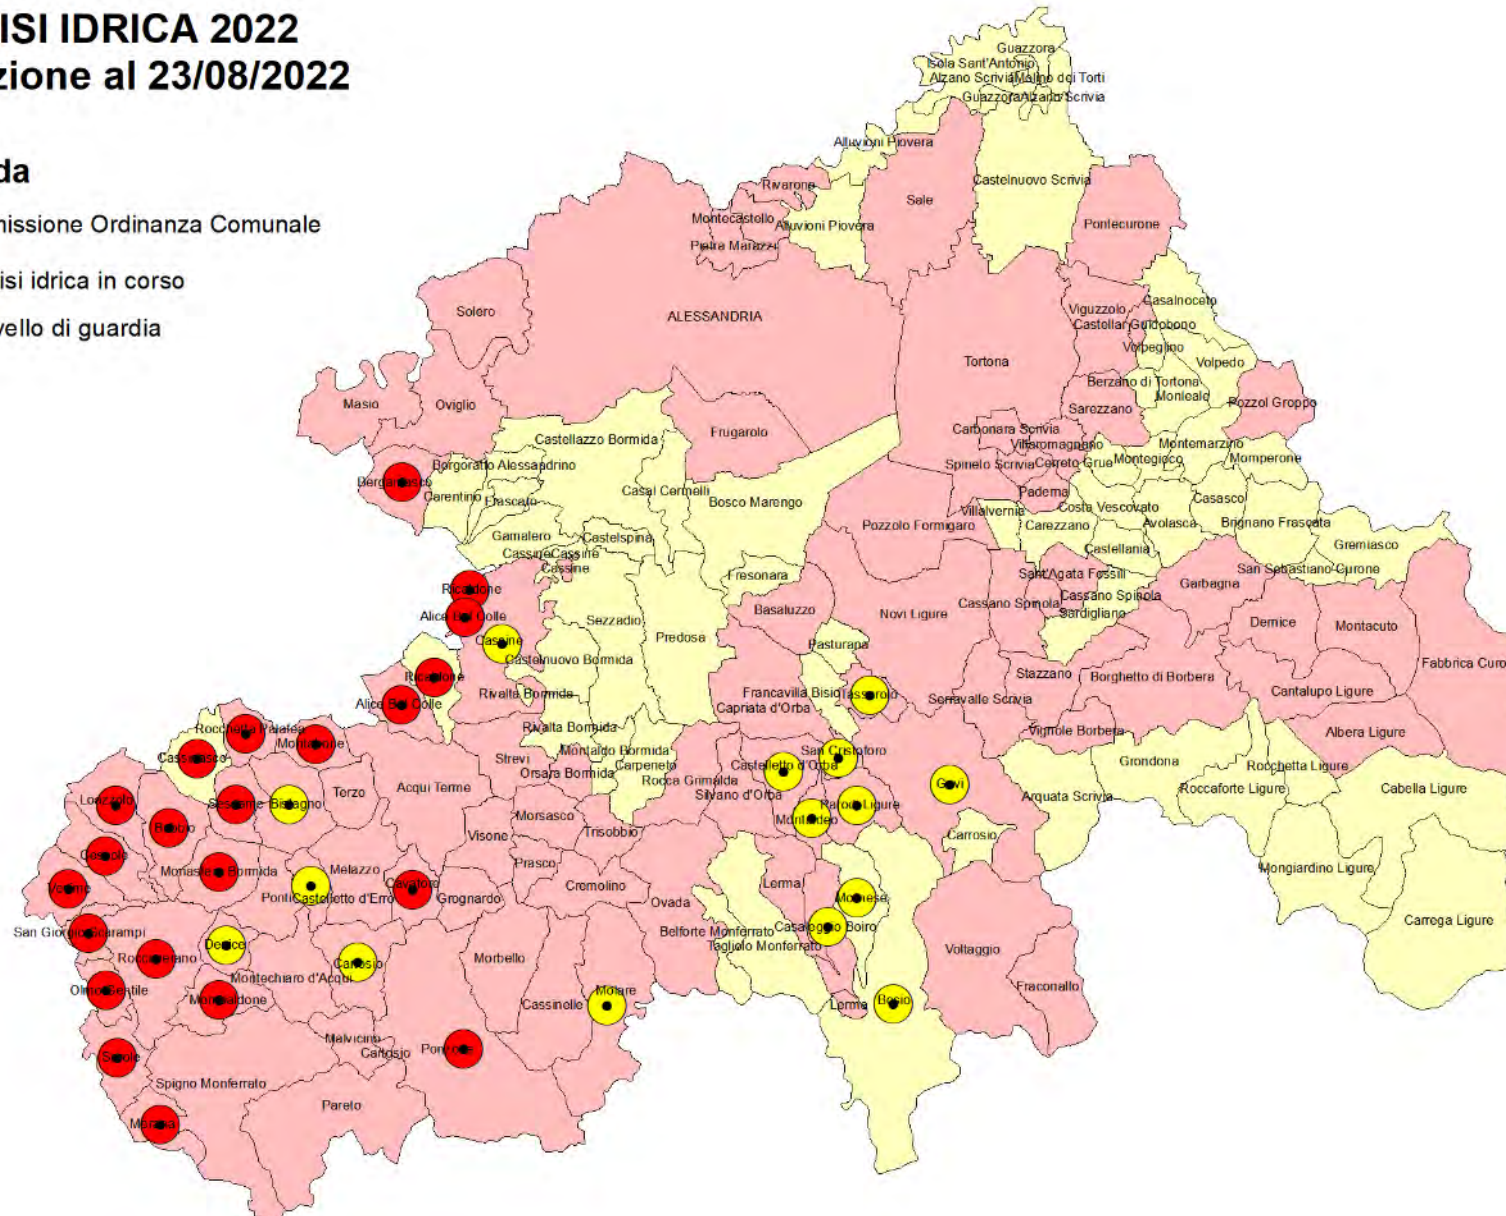 ISI IDRICA 2022
zione al 23/08/2022
da
nissione Ordinanza Comunale
isi idrica in corso
vello di guardia
Guazzora
Isola Sant'Antonio
Alzano Scrivia
Molino dei Torti
Guazzora
Alzano Scrivia
Alluvioni Piovera
Castelnuovo Scrivia
Rivarone
Sale
Montecastello
Alluvioni Piovera
Pontecurone
Pietra Marazzi
Solero
ALESSANDRIA
Casalnoceto
Viguzzolo
Castellar Guidobono
Volpeglino
Volpedo
Tortona
Berzano di Tortona
Monleale
Masio
Oviglio
Sarezzano
Pozzol Groppo
Frugarolo
Carbonara Scrivia
Castellazzo Bormida
Villaromagnano
Montemarzino
Borgoratto Alessandrino
Spineto Scrivia
Cerreto Grue
Montegioco
Momperone
Bergamasco
Carentino
Frascaro
Casal Cermelli
Bosco Marengo
Paderna
Costa Vescovato
Casasco
Villalvernia
Pozzolo Formigaro
Carezzano
Avolasca
Brignano Frascata
Gamalero
Castelspina
Castellania
Gremiasco
Cassine
Cassine
Cassine
Fresonara
Sant'Agata Fossili
San Sebastiano Curone
Garbagna
Ricaldone
Basaluzzo
Cassano Spinola
Cassano Spinola
Alice Bel Colle
Sezzadio
Novi Ligure
Sardigliano
Dernice
Montacuto
Cassine
Predosa
Pasturana
Castelnuovo Bormida
Fabbrica Curo
Ricaldone
Stazzano
Borghetto di Borbera
Rivalta Bormida
Francavilla Bisio
Tassarolo
Cantalupo Ligure
Alice Bel Colle
Capriata d'Orba
Serravalle Scrivia
Rocchetta Palafea
Rivalta Bormida
Vignole Borbera
Albera Ligure
Montabone
Montaldo Bormida
San Cristoforo
Cassinasco
Strevi
Carpeneto
Castelletto d'Orba
Grondona
Rocchetta Ligure
Orsara Bormida
Rocca Grimalda
Gavi
Acqui Terme
Silvano d'Orba
Arquata Scrivia
Roccaforte Ligure
Cabella Ligure
Loazzolo
Sessame
Bistagno
Terzo
Parodi Ligure
Morsasco
Montaldeo
Bubbio
Visone
Trisobbio
Carrosio
Cessole
Prasco
Monastero Bormida
Melazzo
Mongiardino Ligure
Vesime
Cavatore
Cremolino
Lerma
Ponti
Castelletto d'Erro
Grognardo
Ovada
Mornese
Carrega Ligure
San Giorgio Scarampi
Belforte Monferrato
Casaleggio Boiro
Denice
Tagliolo Monferrato
Voltaggio
Roccaverano
Cartosio
Morbello
Montechiaro d'Acqui
Olmo Gentile
Molare
Fraconalto
Mombaldone
Cassinelle
Lerma
Bosio
Malvicino
Cartosio
Ponzone
Serole
Spigno Monferrato
Pareto
Merana